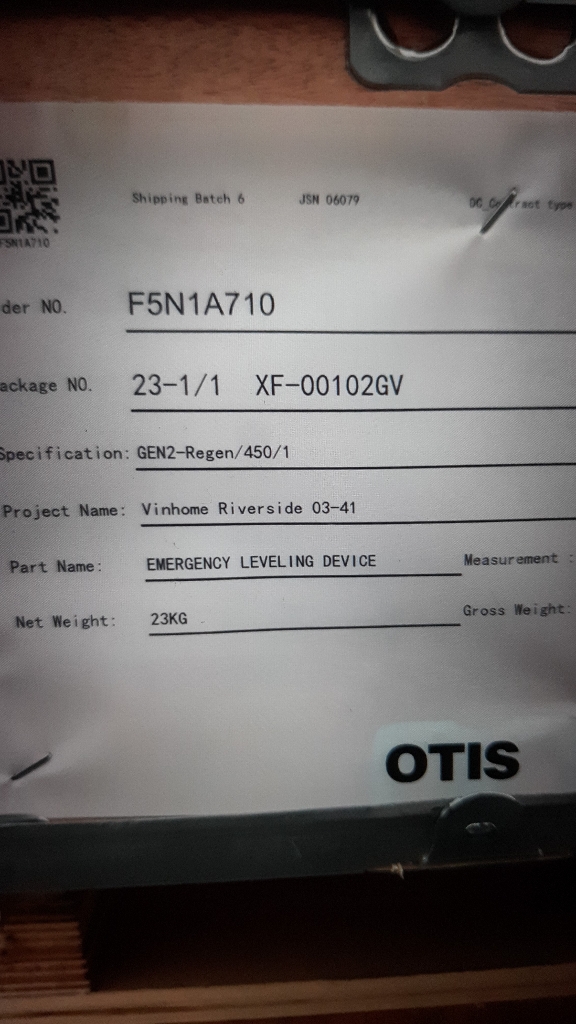 Shipping Batch 6 JSN 06079 type
F5N1A710
der NO. F5N1A710
ackage NO. 23-1/1 XF-00102GV
Specification: GEN2-Regen/450/1
Project Name: Vinhome Riverside 03-41
Part Name: EMERGENCY LEVELING DEVICE Measurement :
Net Weight: 23KG Gross Weight:
OTIS